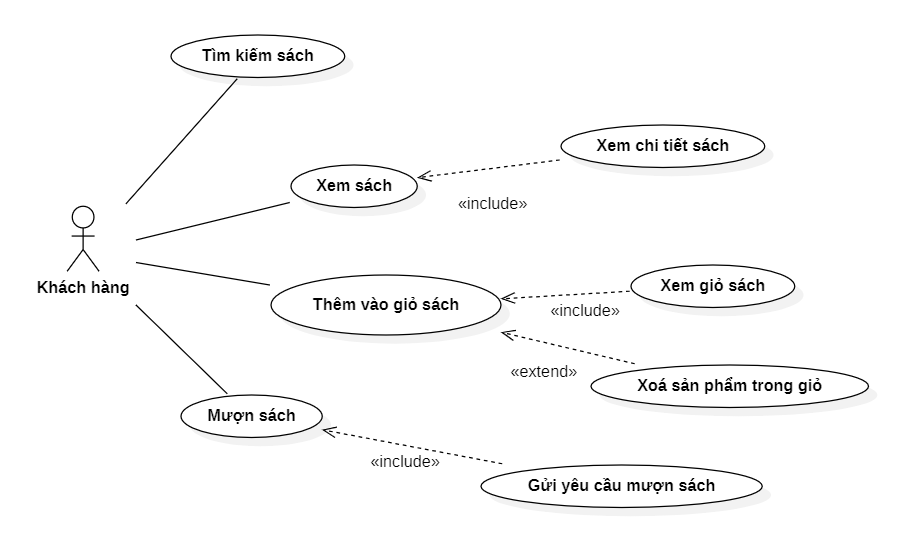 Tìm kiếm sách
Xem chi tiết sách
Xem sách
«include»
Khách hàng
Xem giỏ sách
Thêm vào giỏ sách
«include»
«extend»
Xoá sản phẩm trong giỏ
Mượn sách
«include»
Gửi yêu cầu mượn sách